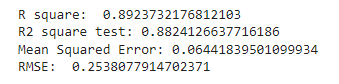 R square:  0.8923732176812103
R2 square test: 0.8824126637716186
Mean Squared Error: 0.06441839501099934
RMSE:  0.2538077914702371